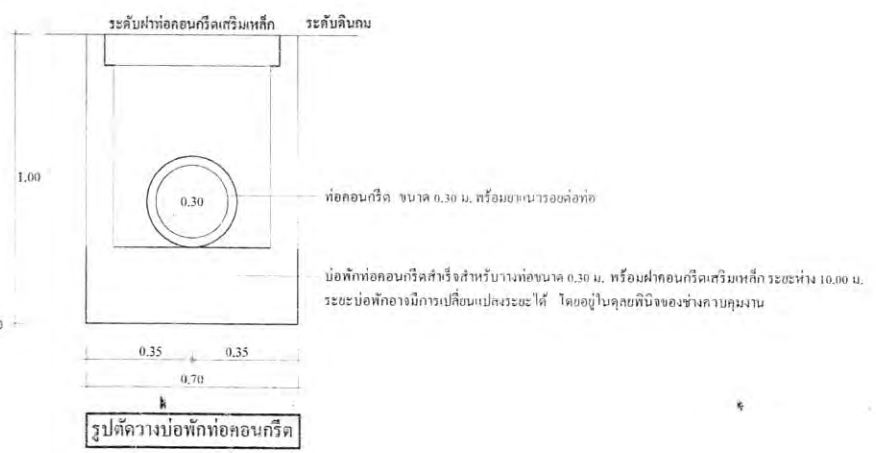 ระดับฝาท่อคอนกรีตเสริมเหล็ก ระดับดินถม
1.00
0.30
ท่อคอนกรีต ขนาด 0.30 ม. พร้อมยาแนวรอยต่อท่อ
บ่อพักท่อคอนกรีตสำเร็จสำหรับวางท่อขนาด 0.30 ม. พร้อมฝาคอนกรีตเสริมเหล็ก ระยะห่าง 10.00 ม.
ระยะบ่อพักอาจมีการเปลี่ยนแปลงระยะได้ โดยอยู่ในดุลยพินิจของช่างควบคุมงาน
0.35 0.35
0.70
รูปตัดวางบ่อพักท่อคอนกรีต